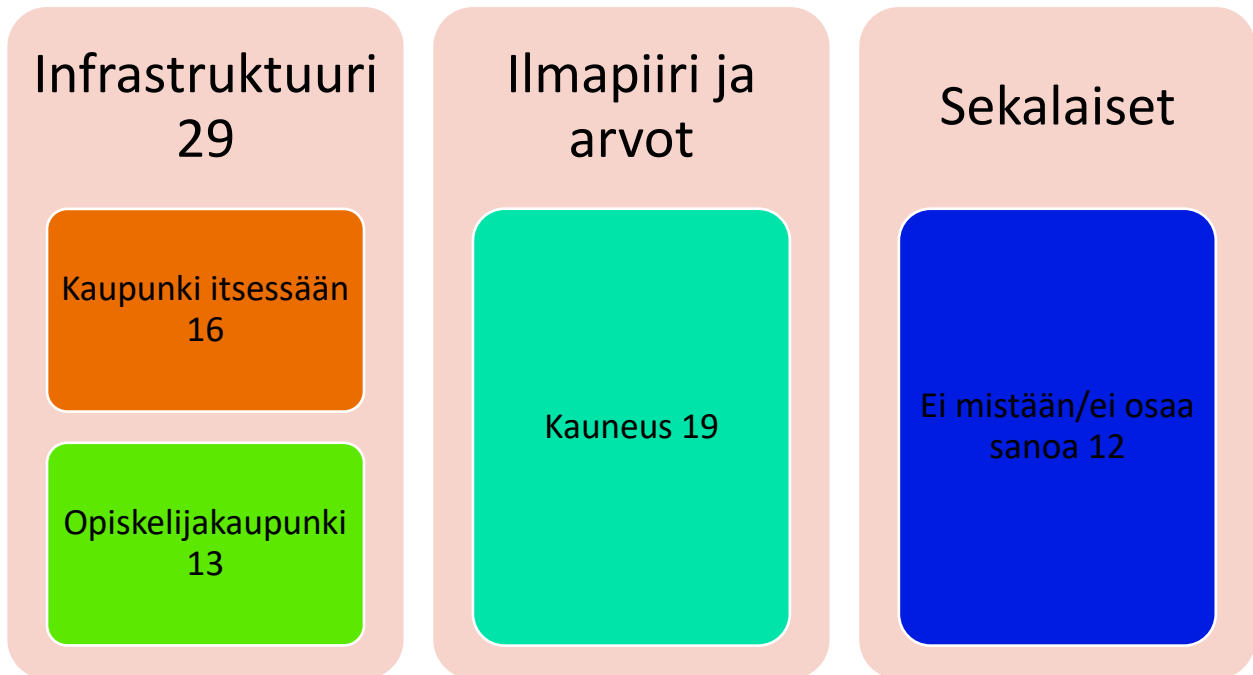 Infrastruktuuri
29
Kaupunki itsessään
16
Opiskelijakaupunki
13
Ilmapiiri ja
arvot
Kauneus 19
Sekalaiset
Ei mistään/ei osaa
sanoa 12